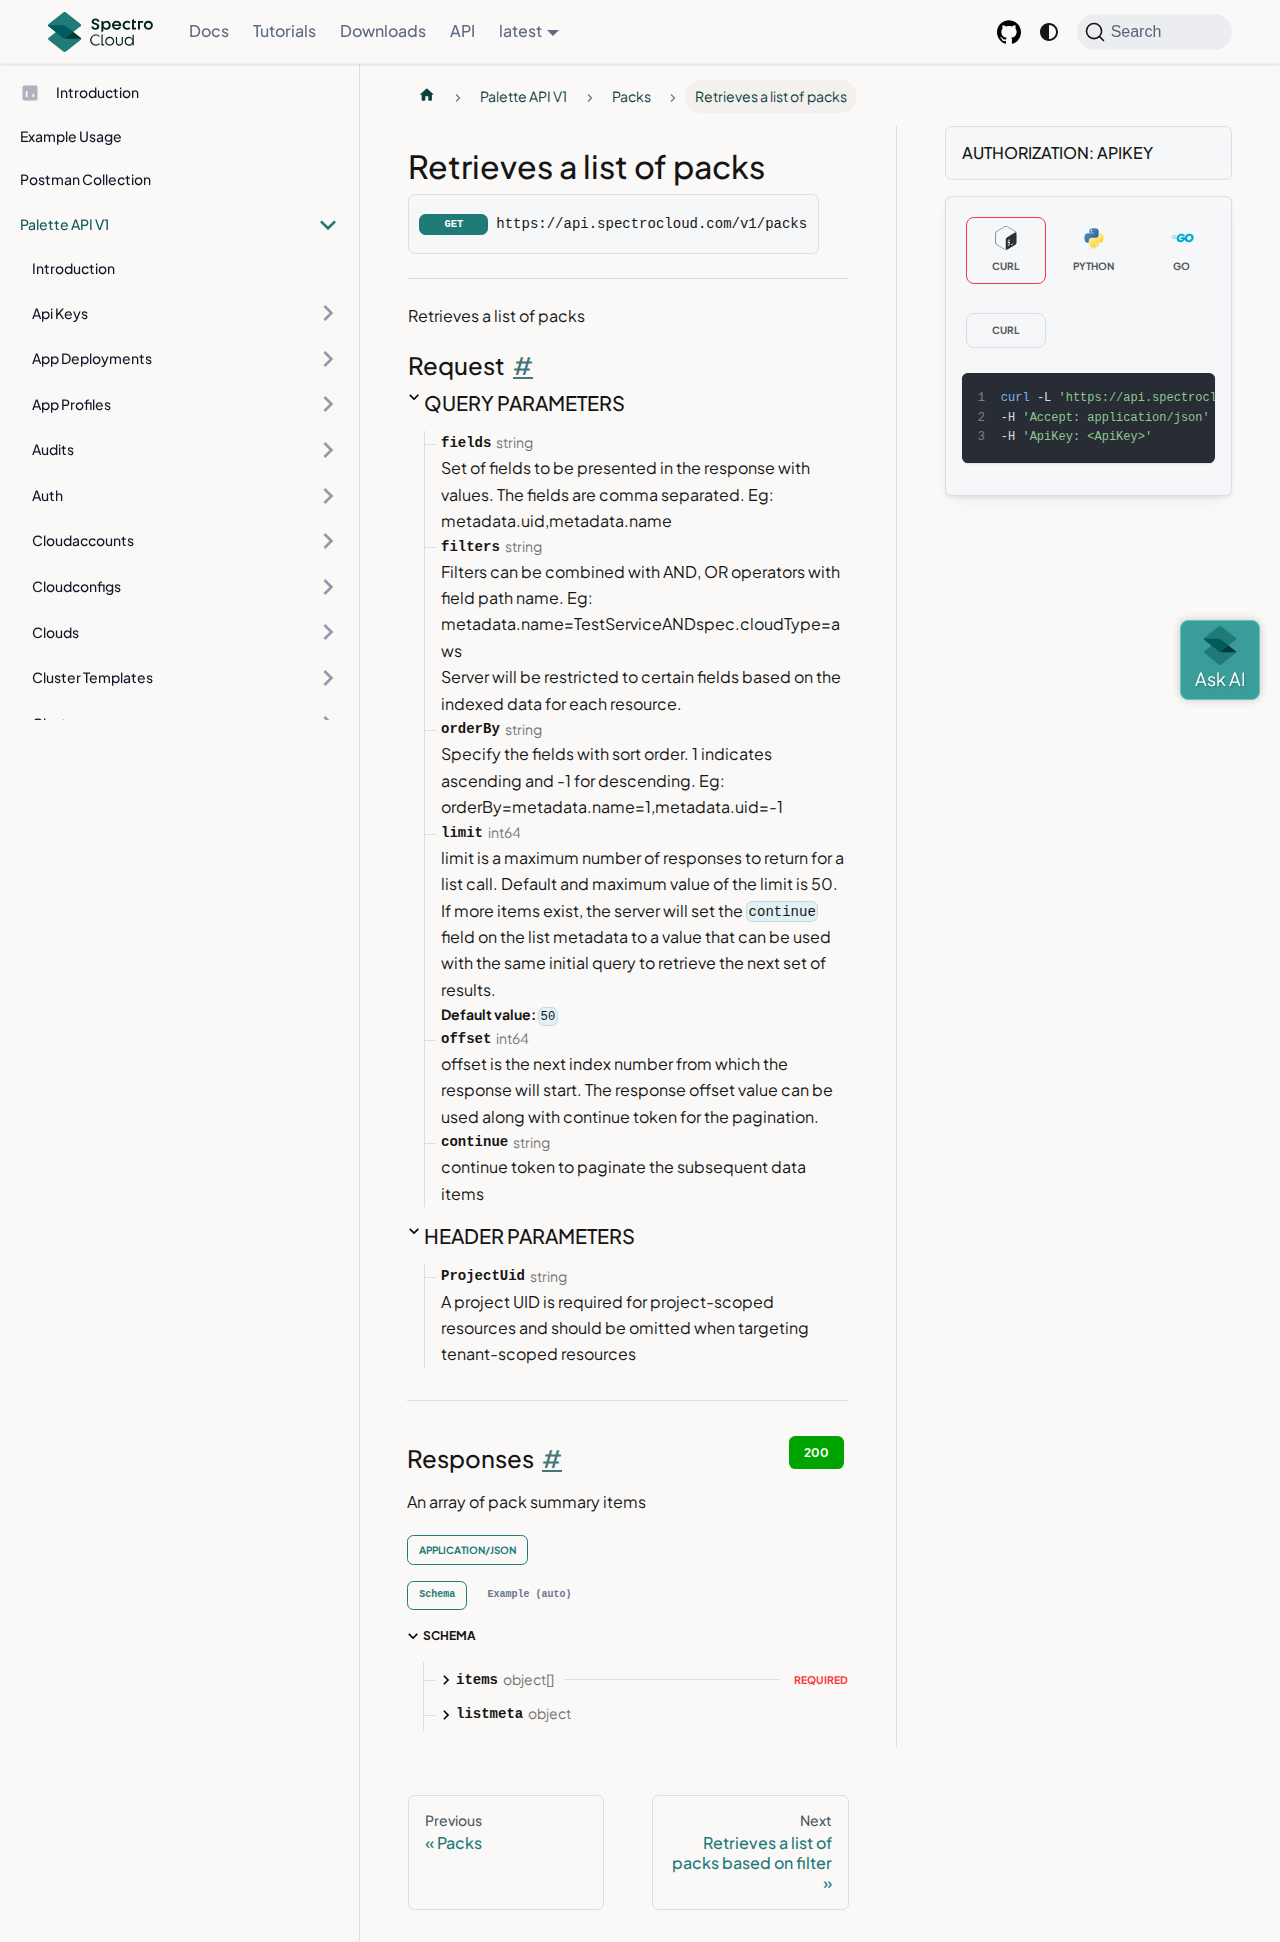 Spectro Cloud
Docs
Tutorials
Downloads
API
latest
Search
Introduction
Example Usage
Postman Collection
Palette API V1
Introduction
Api Keys
App Deployments
App Profiles
Audits
Auth
Cloudaccounts
Cloudconfigs
Clouds
Cluster Templates
Palette API V1
Packs
Retrieves a list of packs
Retrieves a list of packs
GET https://api.spectrocloud.com/v1/packs
Retrieves a list of packs
Request #
QUERY PARAMETERS
fields string
Set of fields to be presented in the response with
values. The fields are comma separated. Eg:
metadata.uid,metadata.name
filters string
Filters can be combined with AND, OR operators with
field path name. Eg:
metadata.name=TestServiceANDspec.cloudType=a
ws
Server will be restricted to certain fields based on the
indexed data for each resource.
orderBy string
Specify the fields with sort order. 1 indicates
ascending and -1 for descending. Eg:
orderBy=metadata.name=1,metadata.uid=-1
limit int64
limit is a maximum number of responses to return for a
list call. Default and maximum value of the limit is 50.
If more items exist, the server will set the continue
field on the list metadata to a value that can be used
with the same initial query to retrieve the next set of
results.
Default value: 50
offset int64
offset is the next index number from which the
response will start. The response offset value can be
used along with continue token for the pagination.
continue string
continue token to paginate the subsequent data
items
HEADER PARAMETERS
ProjectUid string
A project UID is required for project-scoped
resources and should be omitted when targeting
tenant-scoped resources
Responses #
200
An array of pack summary items
APPLICATION/JSON
Schema
Example (auto)
SCHEMA
items object[] REQUIRED
listmeta object
Previous
« Packs
Next
Retrieves a list of
packs based on filter
»
AUTHORIZATION: APIKEY
CURL
PYTHON
GO
CURL
1 curl -L 'https://api.spectrocl
2 -H 'Accept: application/json'
3 -H 'ApiKey: <ApiKey>'
Ask AI